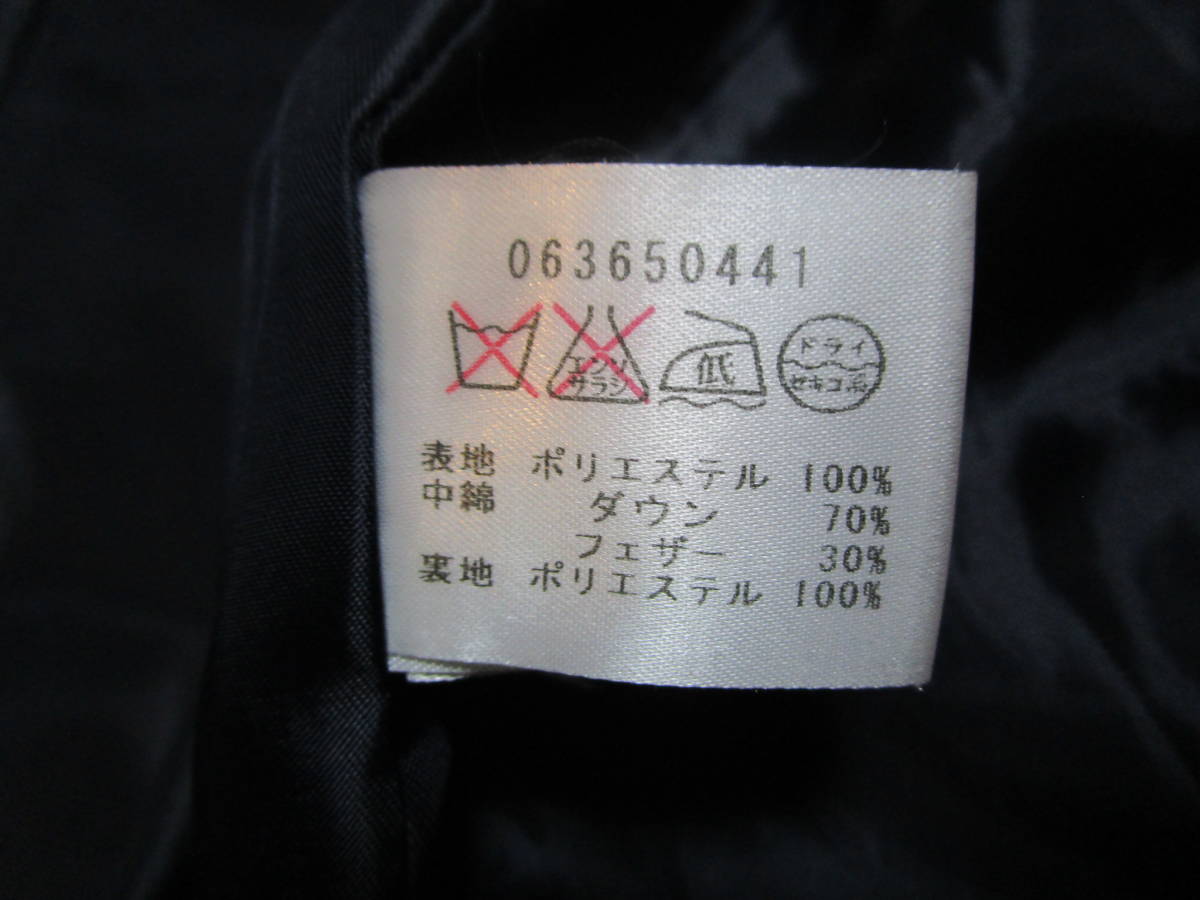 063650441
エンソ
サラシ
低
ドライ
セキユ系
表地 ポリエステル 100%
中綿 ダウン 70%
フェザー 30%
裏地 ポリエステル 100%